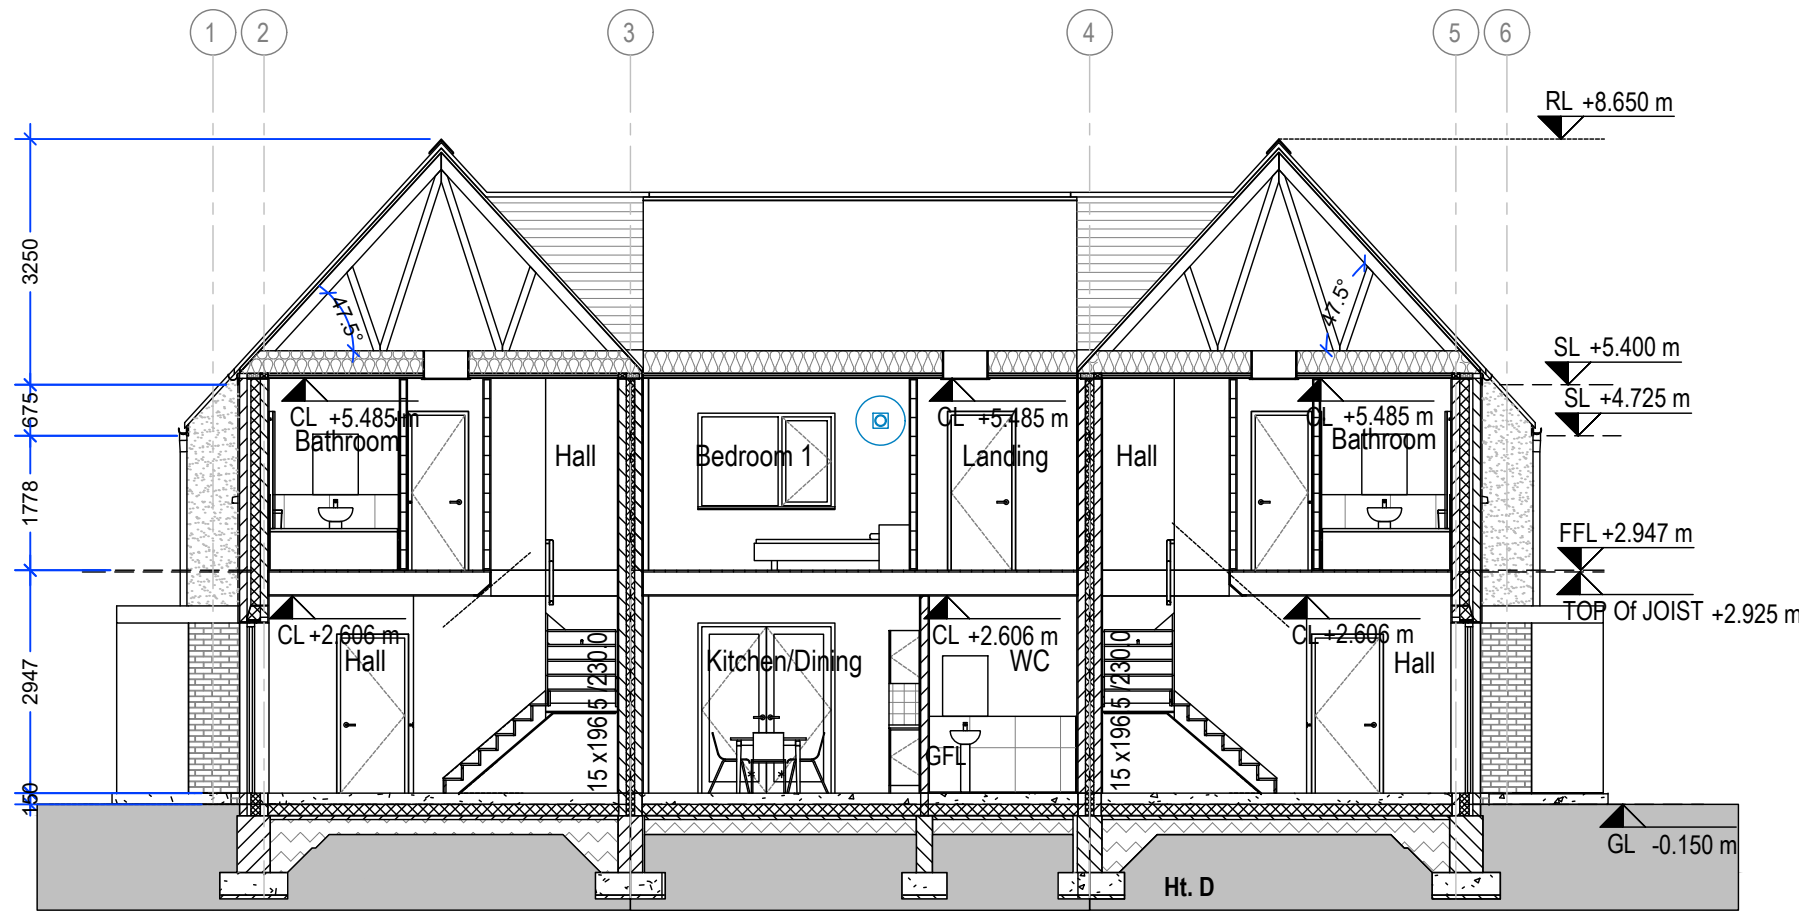 1 2 3 4 5 6
RL +8.650 m
3250
47.5°
47.5°
SL +5.400 m
SL +4.725 m
675
CL +5.485 m
CL +5.485 m
CL +5.485 m
Bathroom
Hall
Bedroom 1
Landing
Hall
Bathroom
1778
FFL +2.947 m
TOP Of JOIST +2.925 m
CL +2.606 m
CL +2.606 m
CL +2.606 m
Hall
Kitchen/Dining
WC
Hall
2947
15 x196.5 /230.0
15 x196.5 /230.0
GFL
150
GL -0.150 m
Ht. D